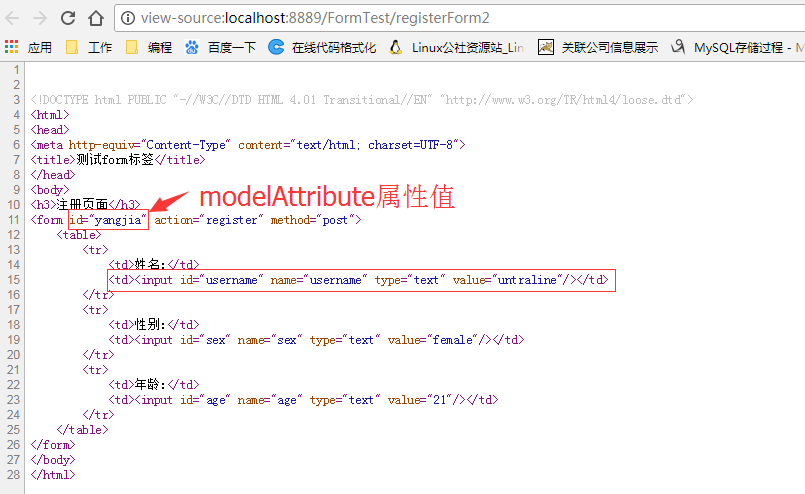 view-source:localhost:8889/FormTest/registerForm2
应用 工作 编程 百度一下 在线代码格式化 Linux公社资源站_Lin 关联公司信息展示 MySQL存储过程 - M
1
2
3 <!DOCTYPE html PUBLIC "-//W3C//DTD HTML 4.01 Transitional//EN" "http://www.w3.org/TR/html4/loose.dtd">
4 <html>
5 <head>
6 <meta http-equiv="Content-Type" content="text/html; charset=UTF-8">
7 <title>测试form标签</title>
8 </head>
9 <body>
10 <h3>注册页面</h3>
modelAttribute属性值
11 <form id="yangjia" action="register" method="post">
12 <table>
13 <tr>
14 <td>姓名:</td>
15 <td><input id="username" name="username" type="text" value="untraline"/></td>
16 </tr>
17 <tr>
18 <td>性别:</td>
19 <td><input id="sex" name="sex" type="text" value="female"/></td>
20 </tr>
21 <tr>
22 <td>年龄:</td>
23 <td><input id="age" name="age" type="text" value="21"/></td>
24 </tr>
25 </table>
26 </form>
27 </body>
28 </html>